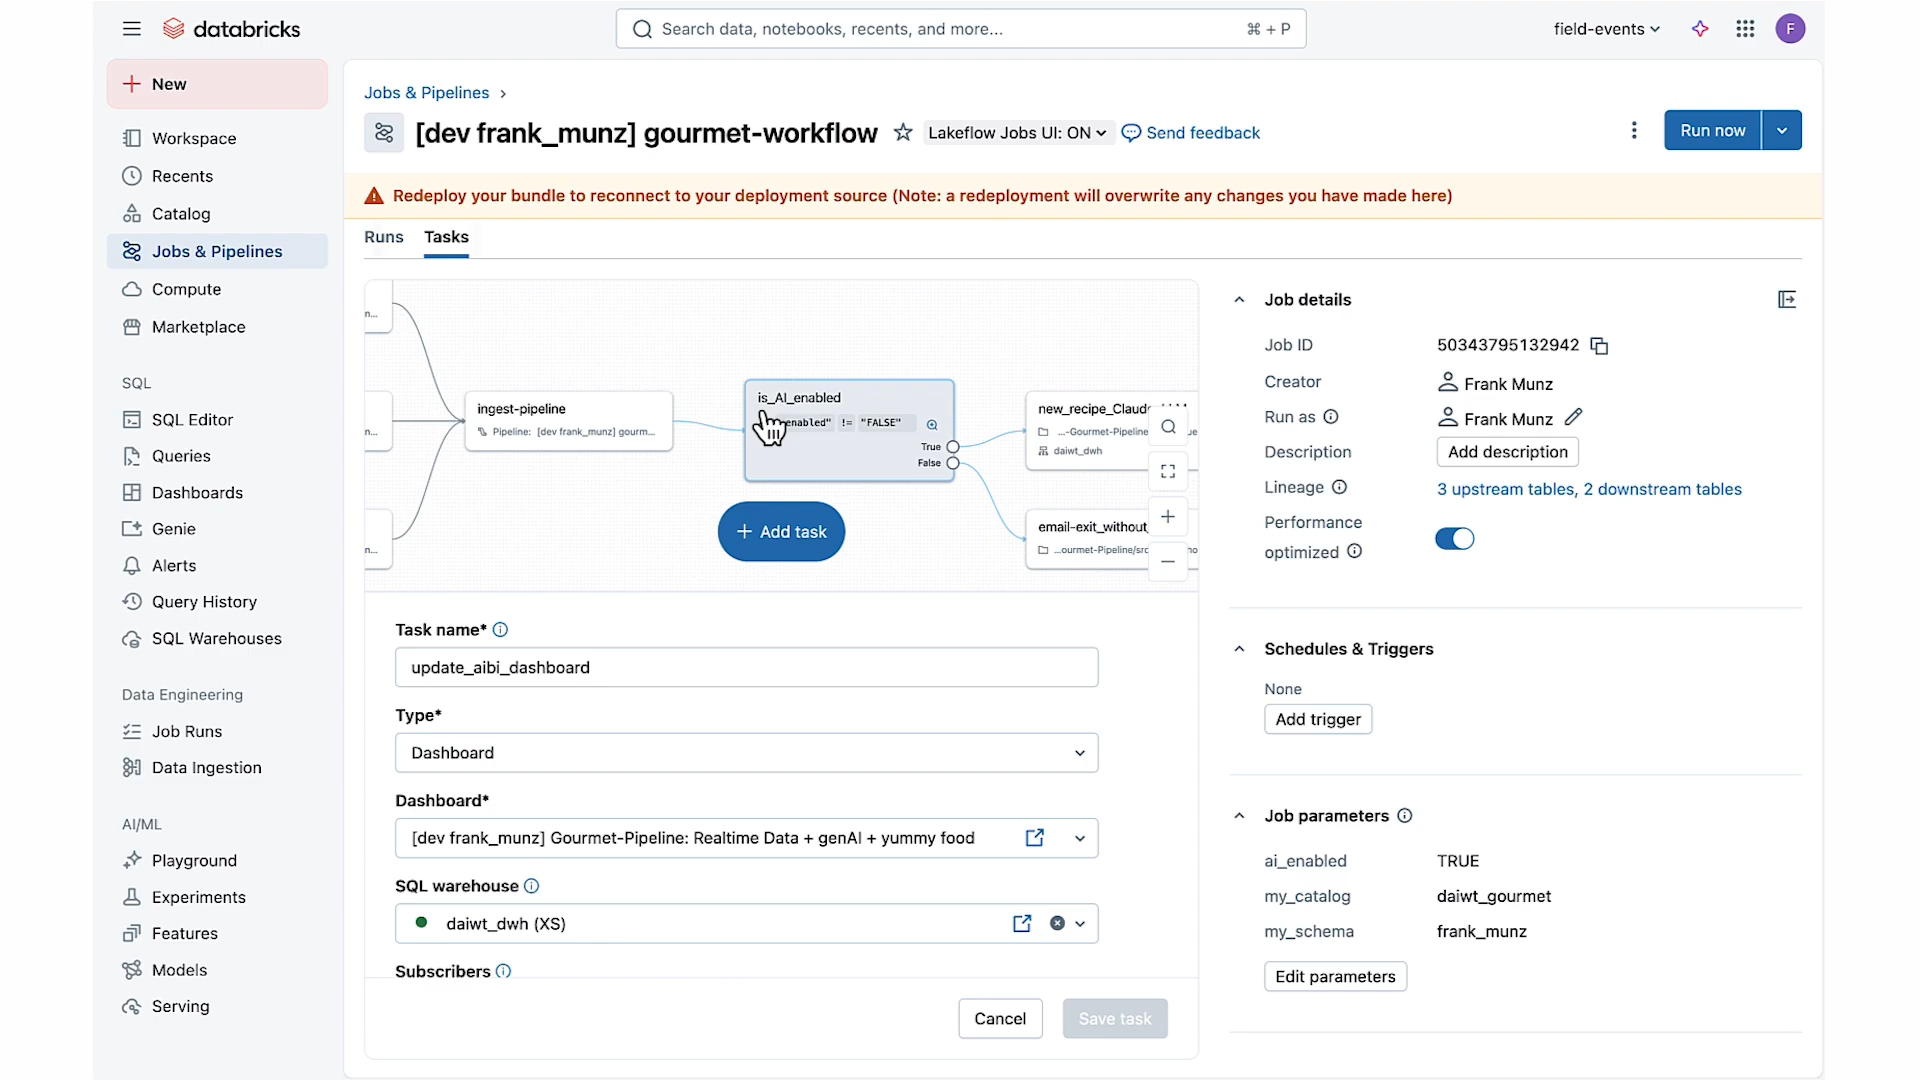 databricks
Search data, notebooks, recents, and more...
⌘ + P
field-events
F
New
Workspace
Recents
Catalog
Jobs & Pipelines
Compute
Marketplace
SQL
SQL Editor
Queries
Dashboards
Genie
Alerts
Query History
SQL Warehouses
Data Engineering
Job Runs
Data Ingestion
AI/ML
Playground
Experiments
Features
Models
Serving
Jobs & Pipelines
[dev frank_munz] gourmet-workflow
Lakeflow Jobs UI: ON
Send feedback
Run now
Redeploy your bundle to reconnect to your deployment source (Note: a redeployment will overwrite any changes you have made here)
Runs
Tasks
n...
n...
n...
ingest-pipeline
Pipeline: [dev frank_munz] gourm...
is_AI_enabled
enabled" != "FALSE"
True
False
new_recipe_Claude
...-Gourmet-Pipeline
daiwt_dwh
email-exit_without_
...ourmet-Pipeline/src
Add task
Task name*
update_aibi_dashboard
Type*
Dashboard
Dashboard*
[dev frank_munz] Gourmet-Pipeline: Realtime Data + genAI + yummy food
SQL warehouse
daiwt_dwh (XS)
Subscribers
Cancel
Save task
Job details
Job ID
50343795132942
Creator
Frank Munz
Run as
Frank Munz
Description
Add description
Lineage
3 upstream tables, 2 downstream tables
Performance
optimized
Schedules & Triggers
None
Add trigger
Job parameters
ai_enabled
TRUE
my_catalog
daiwt_gourmet
my_schema
frank_munz
Edit parameters